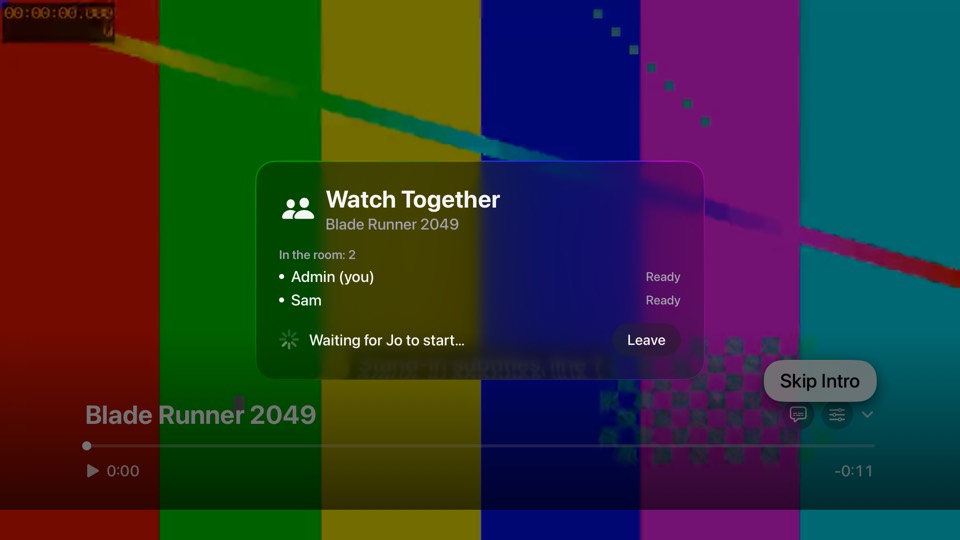 Watch Together
Blade Runner 2049
In the room: 2
• Admin (you)
Ready
• Sam
Ready
Waiting for Jo to start...
Leave
Skip Intro
Blade Runner 2049
0:00
-0:11